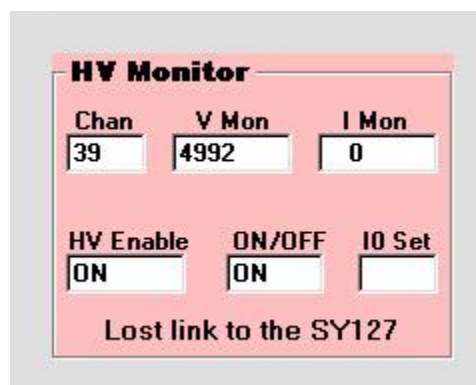 HV Monitor
Chan V Mon I Mon
39 4992 0
HV Enable ON/OFF I0 Set
ON ON
Lost link to the SY127